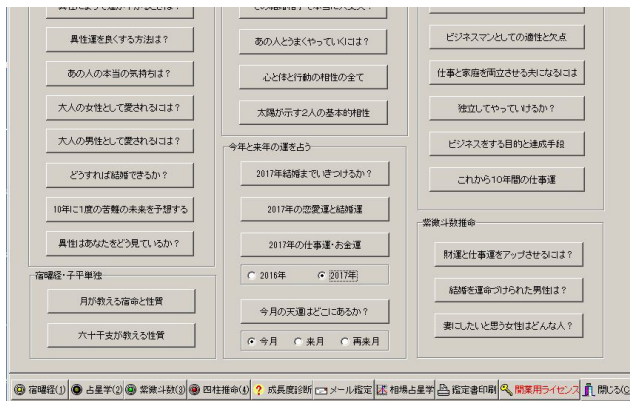 異性運を良くする方法は？
あの人の本当の気持ちは？
大人の女性として愛されるには？
大人の男性として愛されるには？
どうすれば結婚できるか？
10年に1度の苦難の未来を予想する
異性はあなたをどう見ているか？
宿曜経・子平単独
月が教える宿命と性質
六十干支が教える性質
あの人とうまくやっていくには？
心と体と行動の相性の全て
太陽が示す2人の基本的相性
今年と来年の運を占う
2017年結婚までいきつけるか？
2017年の恋愛運と結婚運
2017年の仕事運・お金運
2016年 2017年
今月の天運はどこにあるか？
今月 来月 再来月
ビジネスマンとしての適性と欠点
仕事と家庭を両立させる夫になるには
独立してやっていけるか？
ビジネスをする目的と達成手段
これから10年間の仕事運
紫微斗数推命
財運と仕事運をアップさせるには？
結婚を運命づけられた男性は？
妻にしたいと思う女性はどんな人？
宿曜経(1) 占星学(2) 紫微斗数(3) 四柱推命(4) 成長度診断 メール鑑定 相場占星学 鑑定書印刷 開業用ライセンス 閉じる(C